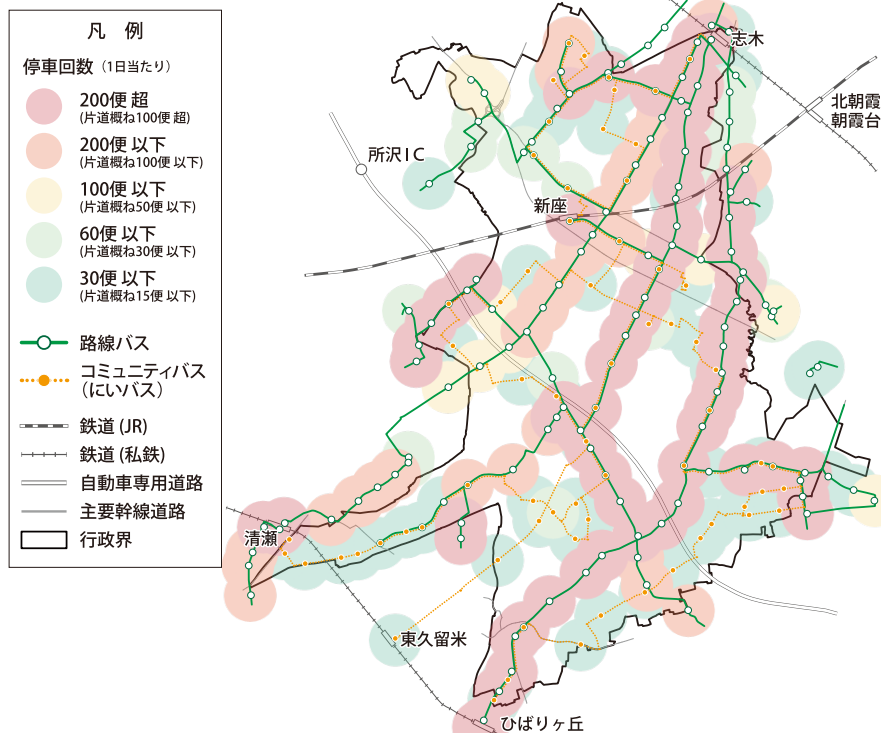 凡 例
停車回数（1日当たり）
200便 超
(片道概ね100便 超)
200便 以下
(片道概ね100便 以下)
100便 以下
(片道概ね50便 以下)
60便 以下
(片道概ね30便 以下)
30便 以下
(片道概ね15便 以下)
路線バス
コミュニティバス
（にいバス）
鉄道 (JR)
鉄道 (私鉄)
自動車専用道路
主要幹線道路
行政界
志木
北朝霞
朝霞台
所沢IC
新座
清瀬
東久留米
ひばりヶ丘